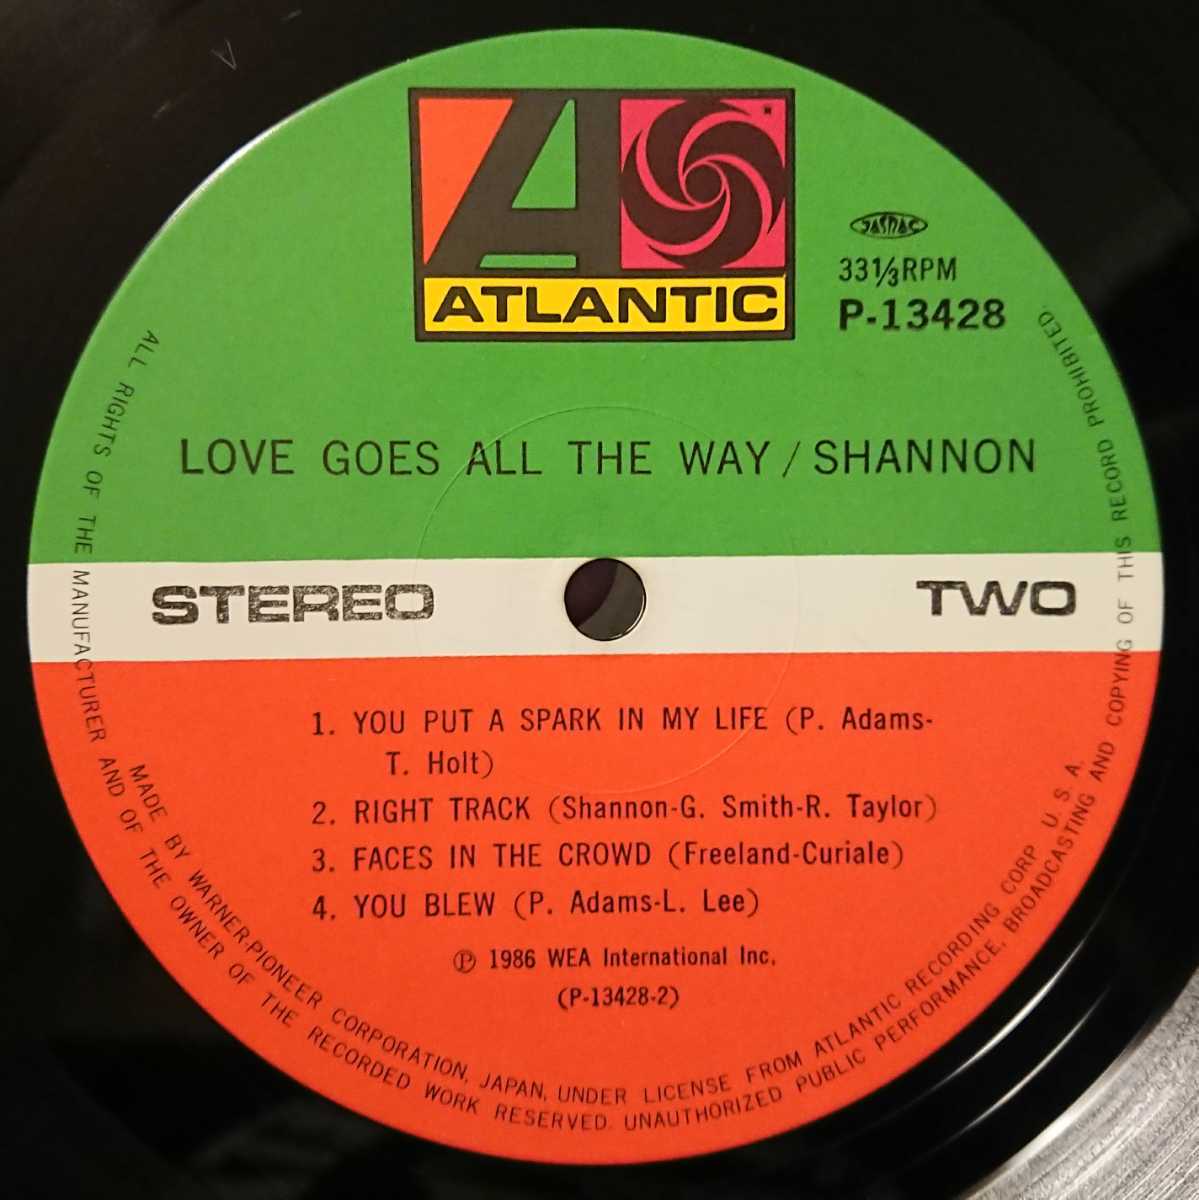 ATLANTIC
JASRAC
33⅓RPM
P-13428
LOVE GOES ALL THE WAY / SHANNON
STEREO
TWO
1. YOU PUT A SPARK IN MY LIFE (P. Adams-
T. Holt)
2. RIGHT TRACK (Shannon-G. Smith-R. Taylor)
3. FACES IN THE CROWD (Freeland-Curiale)
4. YOU BLEW (P. Adams-L. Lee)
Ⓟ 1986 WEA International Inc.
(P-13428-2)
MADE BY WARNER-PIONEER CORPORATION, JAPAN, UNDER LICENSE FROM ATLANTIC RECORDING CORP U. S. A.
ALL RIGHTS OF THE MANUFACTURER AND OF THE OWNER OF THE RECORDED WORK RESERVED. UNAUTHORIZED PUBLIC PERFORMANCE, BROADCASTING AND COPYING OF THIS RECORD PROHIBITED.